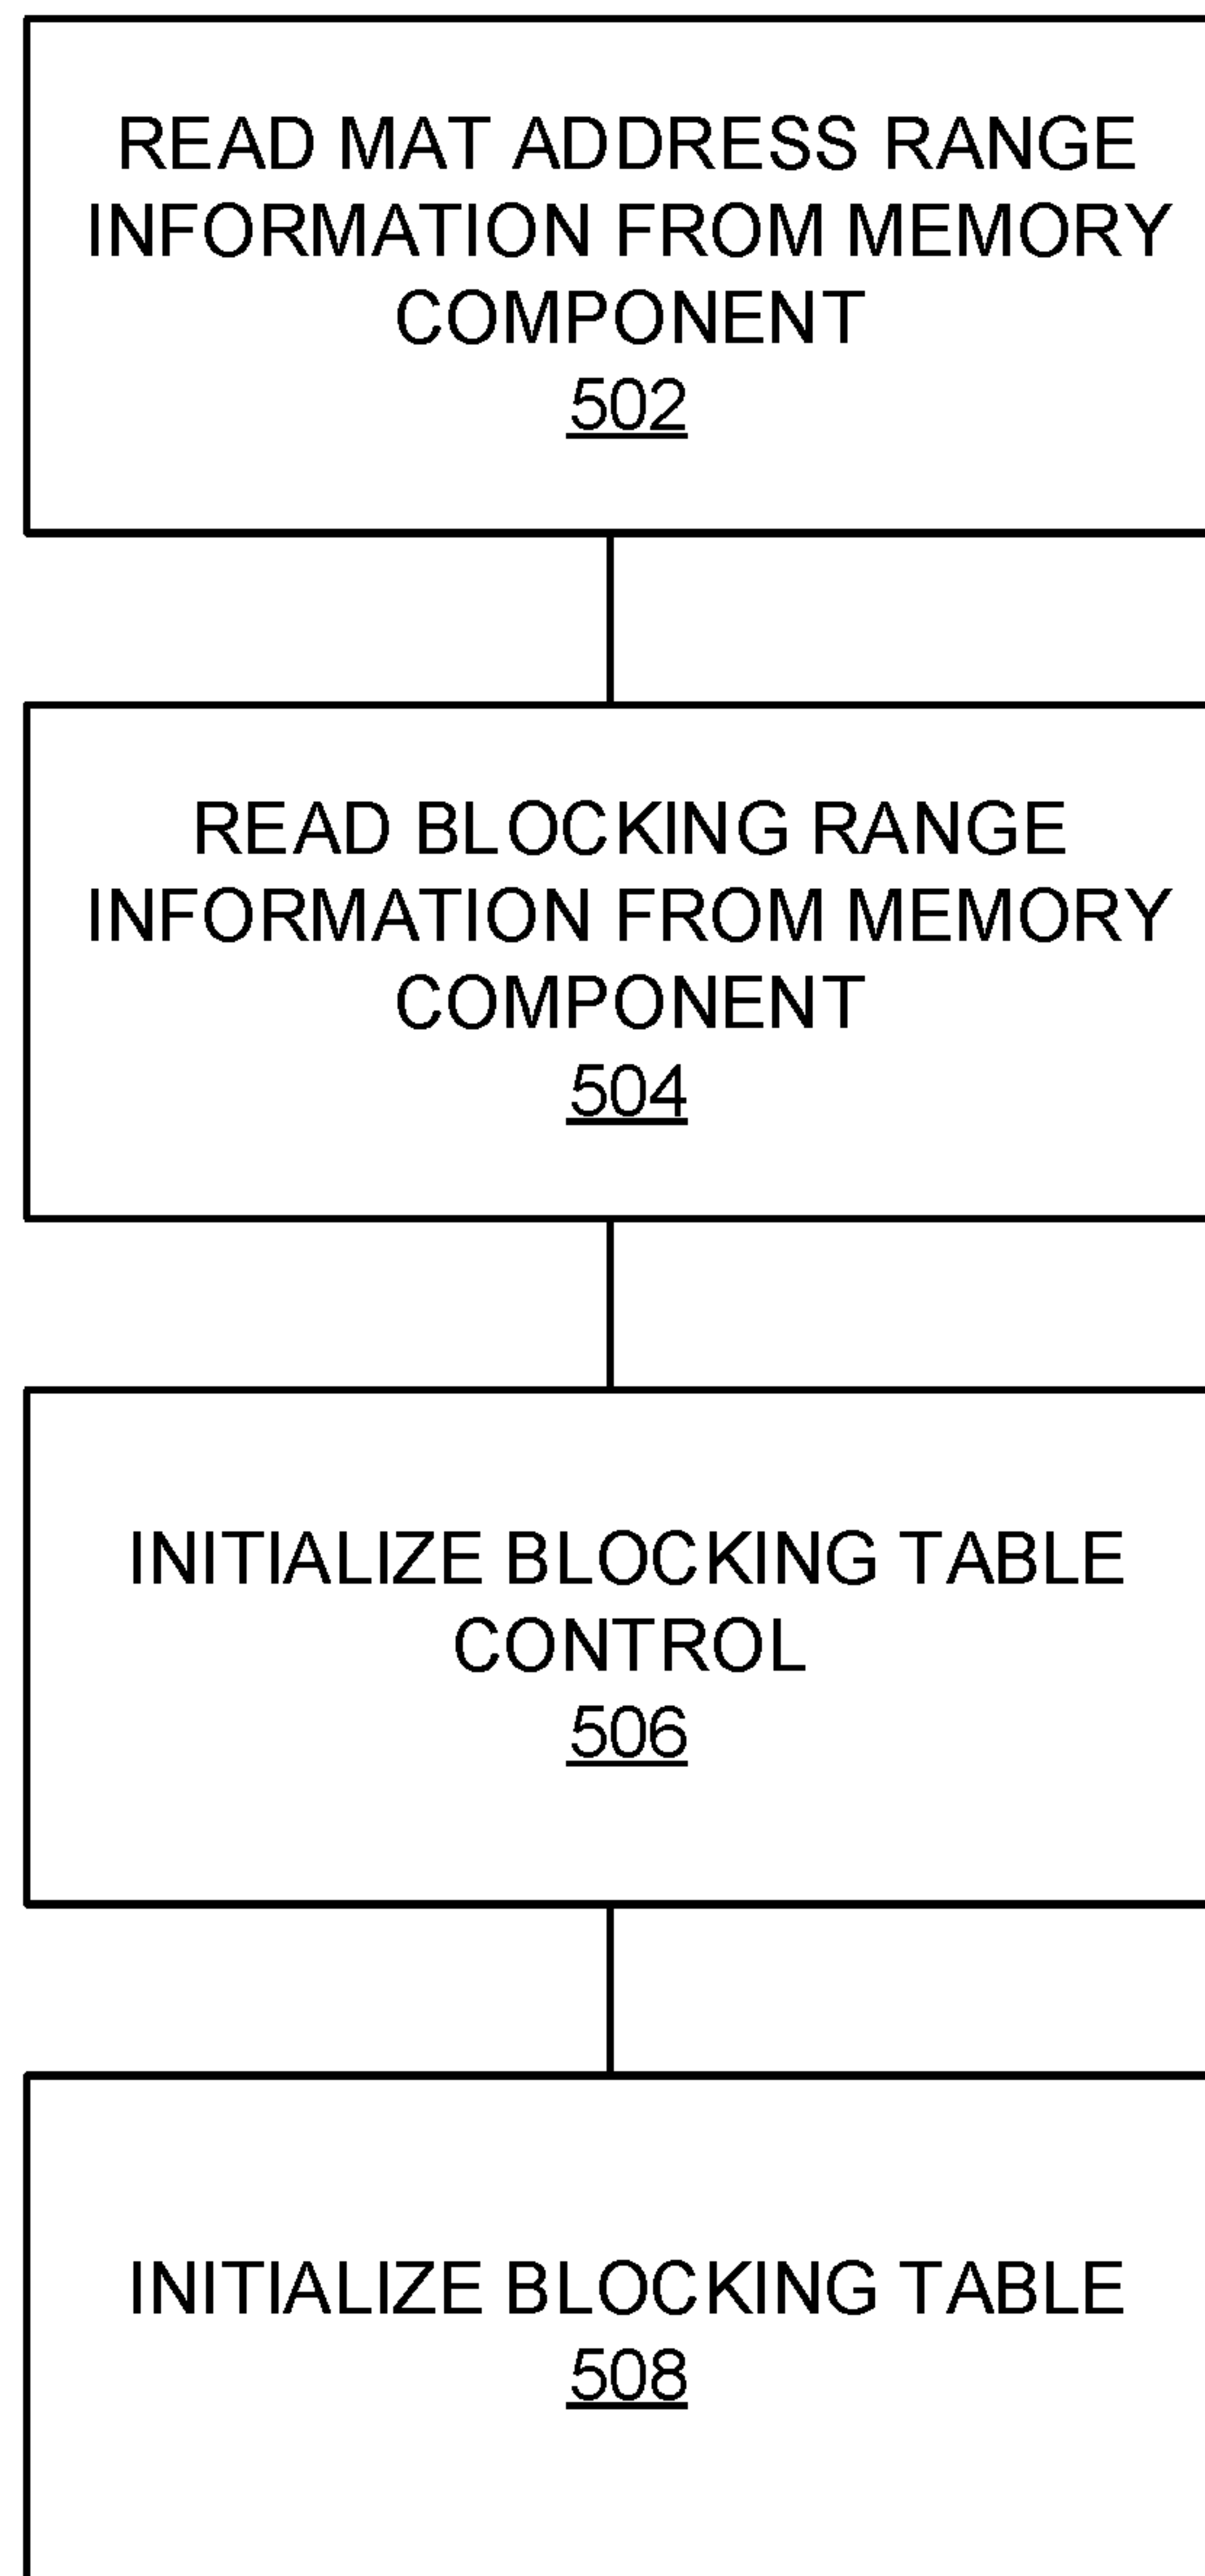 READ MAT ADDRESS RANGE
INFORMATION FROM MEMORY
COMPONENT
502
READ BLOCKING RANGE
INFORMATION FROM MEMORY
COMPONENT
504
INITIALIZE BLOCKING TABLE
CONTROL
506
INITIALIZE BLOCKING TABLE
508